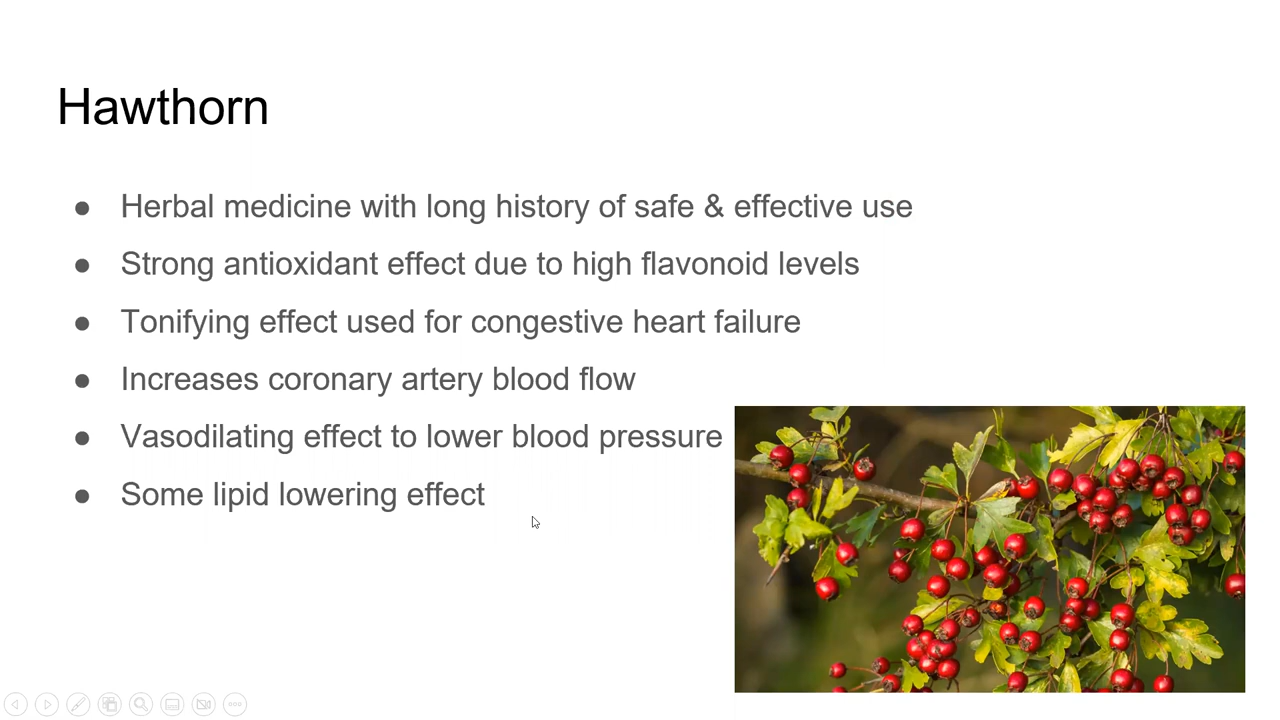 Hawthorn
● Herbal medicine with long history of safe & effective use
● Strong antioxidant effect due to high flavonoid levels
● Tonifying effect used for congestive heart failure
● Increases coronary artery blood flow
● Vasodilating effect to lower blood pressure
● Some lipid lowering effect